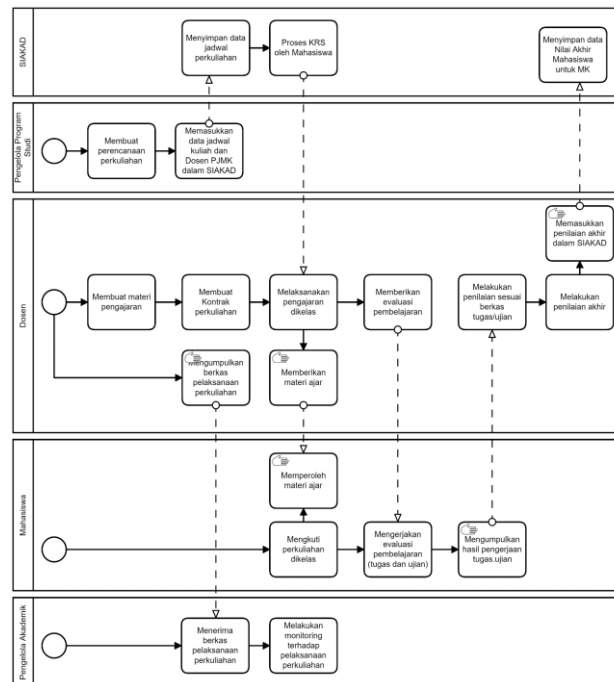 SIAKAD
Menyimpan data
jadwal
perkuliahan
Proses KRS
oleh Mahasiswa
Menyimpan data
Nilai Akhir
Mahasiswa
untuk MK
Pengelola Program
Studi
Membuat
perencanaan
perkuliahan
Memasukkan
data jadwal
kuliah dan
Dosen PJMK
dalam SIAKAD
Dosen
Memasukkan
penilaian akhir
dalam SIAKAD
Membuat materi
pengajaran
Membuat
Kontrak
perkuliahan
Melaksanakan
pengajaran
dikelas
Memberikan
evaluasi
pembelajaran
Melakukan
penilaian sesuai
berkas
tugas/ujian
Melakukan
penilaian akhir
Mengumpulkan
berkas
pelaksanaan
perkuliahan
Memberikan
materi ajar
Mahasiswa
Memperoleh
materi ajar
Mengkuti
perkuliahan
dikelas
Mengerjakan
evaluasi
pembelajaran
(tugas dan ujian)
Mengumpulkan
hasil pengerjaan
tugas.ujian
Pengelola Akademik
Menerima
berkas
pelaksanaan
perkuliahan
Melakukan
monitoring
terhadap
pelaksanaan
perkuliahan